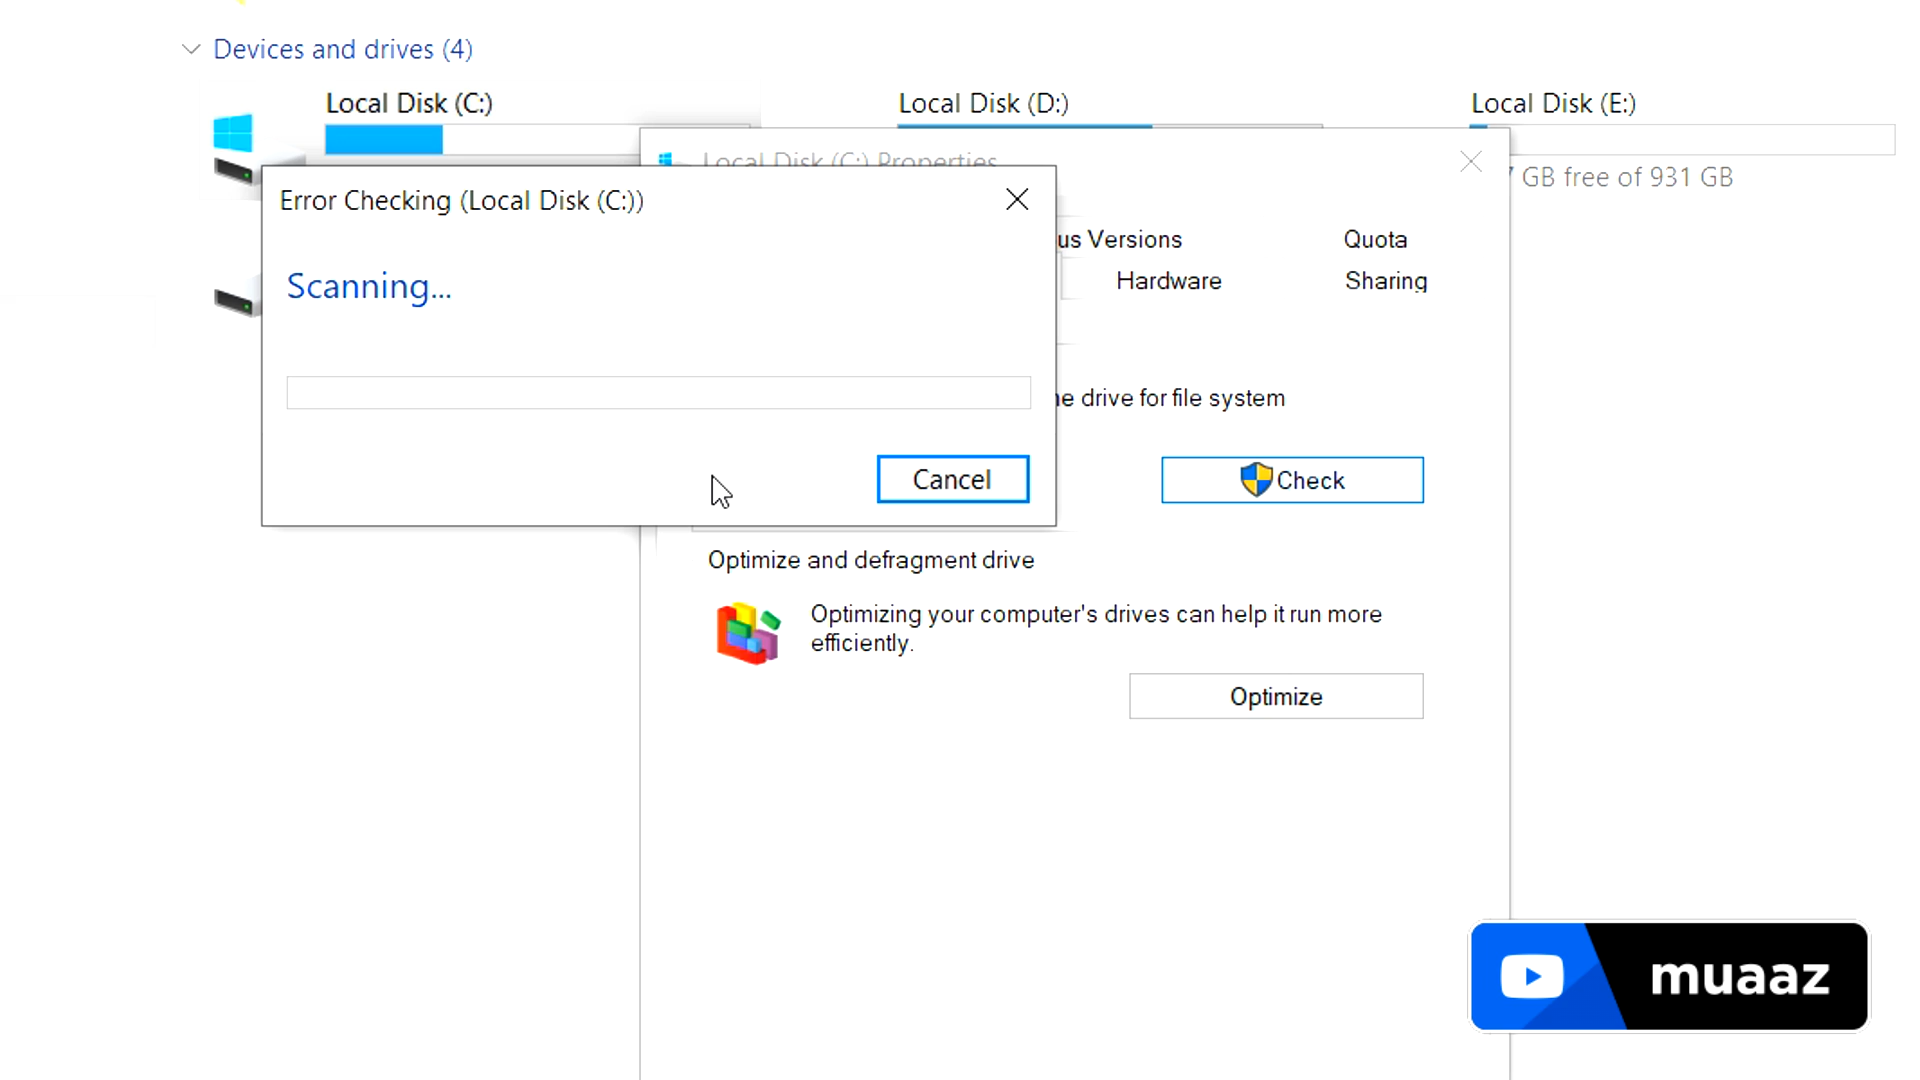 Devices and drives (4)
Local Disk (C:)
Local Disk (D:)
Local Disk (E:)
Local Disk (C:) Properties
GB free of 931 GB
Error Checking (Local Disk (C:))
us Versions
Quota
Hardware
Sharing
Scanning...
drive for file system
Cancel
Check
Optimize and defragment drive
Optimizing your computer's drives can help it run more
efficiently.
Optimize
muaaz